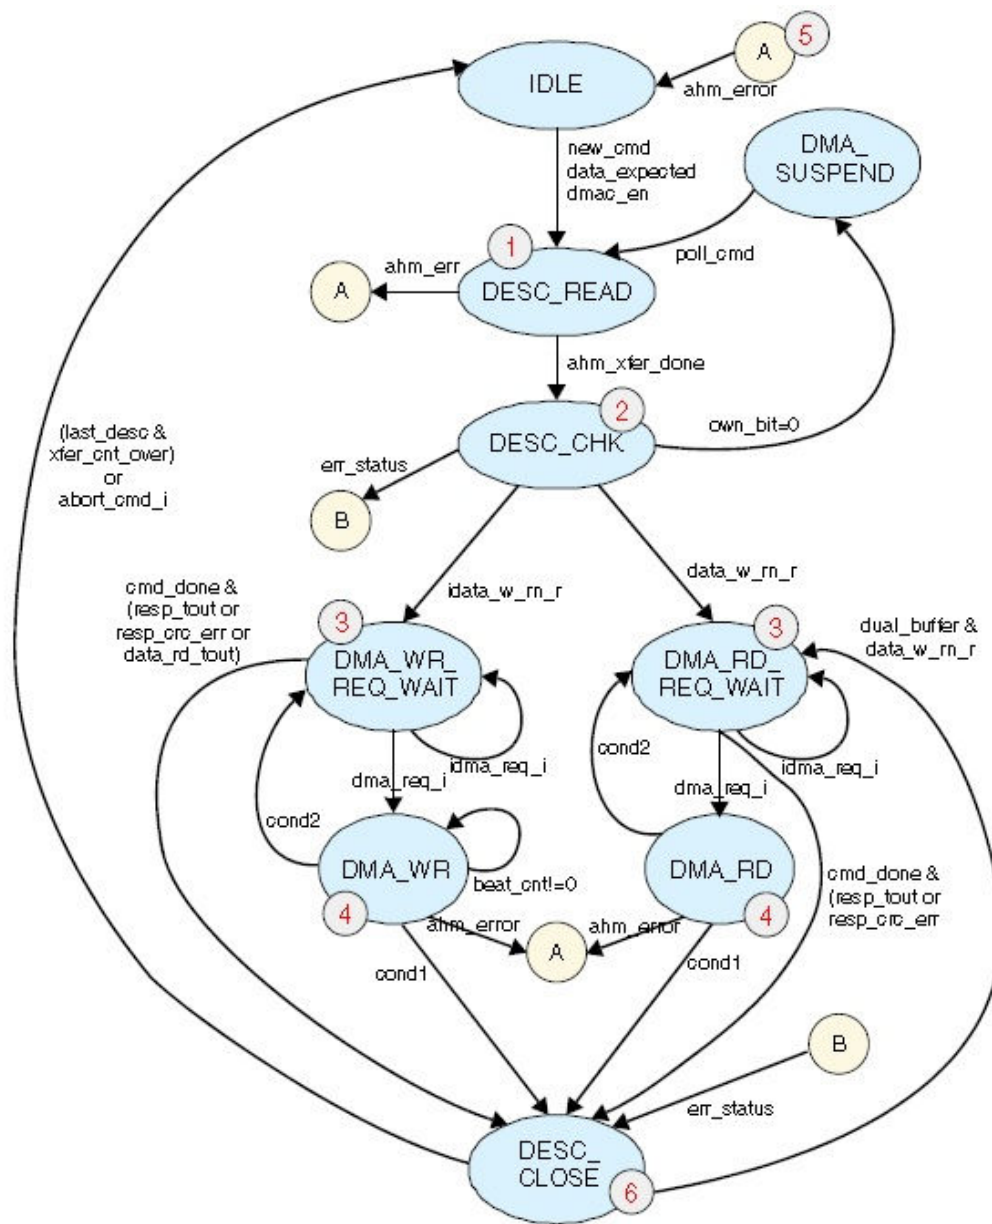 A
5
IDLE
ahm_error
DMA_
SUSPEND
new_cmd
data_expected
dmac_en
1
poll_cmd
ahm_err
A
DESC_READ
ahm_xfer_done
2
DESC_CHK
own_bit=0
(last_desc &
xfer_cnt_over)
or
abort_cmd_i
err_status
B
cmd_done &
(resp_tout or
resp_crc_err or
data_rd_tout)
idata_w_rn_r
data_w_rn_r
3
DMA_WR_
REQ_WAIT
3
DMA_RD_
REQ_WAIT
dual_buffer &
data_w_rn_r
cond2
dma_req_i
idma_req_i
cond2
dma_req_i
idma_req_i
DMA_WR
4
beat_cnt!=0
DMA_RD
4
cmd_done &
(resp_tout or
resp_crc_err
ahm_error
A
ahm_error
cond1
cond1
B
err_status
DESC_
CLOSE
6